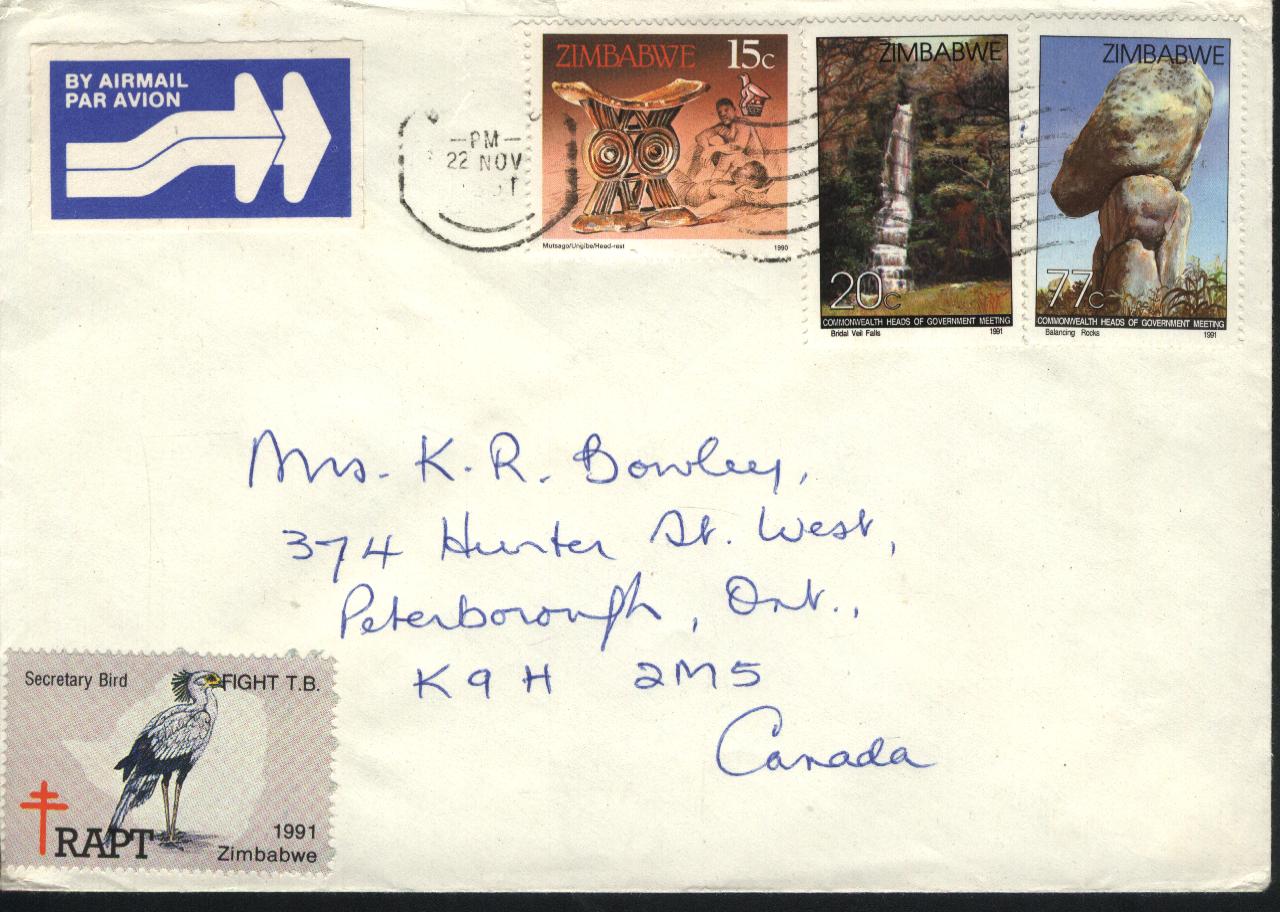 BY AIRMAIL
PAR AVION
—PM—
22 NOV
ZIMBABWE 15c
Mutsago/Umqibe/Head-rest 1990
ZIMBABWE
20c
COMMONWEALTH HEADS OF GOVERNMENT MEETING
Bridal Veil Falls 1991
ZIMBABWE
77c
COMMONWEALTH HEADS OF GOVERNMENT MEETING
Balancing Rocks 1991
Mrs. K.R. Bowley,
374 Hunter St. West,
Peterborough, Ont.,
K9H 2M5
Canada
Secretary Bird FIGHT T.B.
RAPT
1991
Zimbabwe